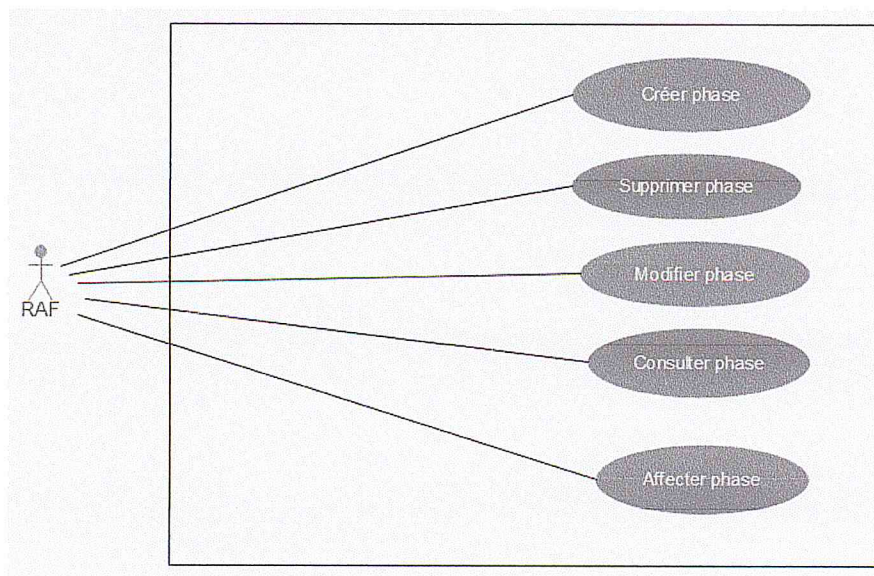 Créer phase
Supprimer phase
Modifier phase
RAF
Consulter phase
Affecter phase